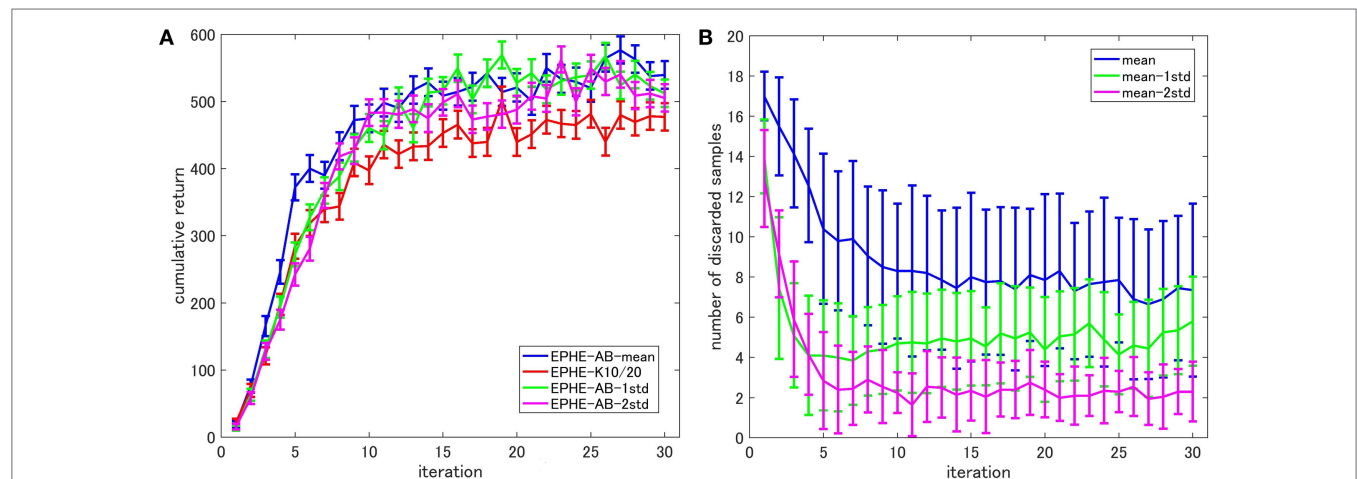 A
cumulative return
600
500
400
300
200
100
0
0 5 10 15 20 25 30
iteration
EPHE-AB-mean
EPHE-K10/20
EPHE-AB-1std
EPHE-AB-2std
B
number of discarded samples
20
18
16
14
12
10
8
6
4
2
0
0 5 10 15 20 25 30
iteration
mean
mean-1std
mean-2std